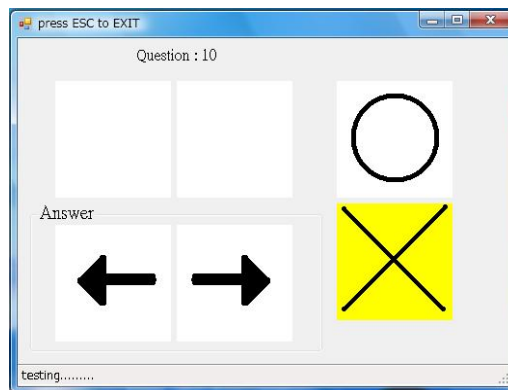 press ESC to EXIT
Question : 10
Answer
testing.........